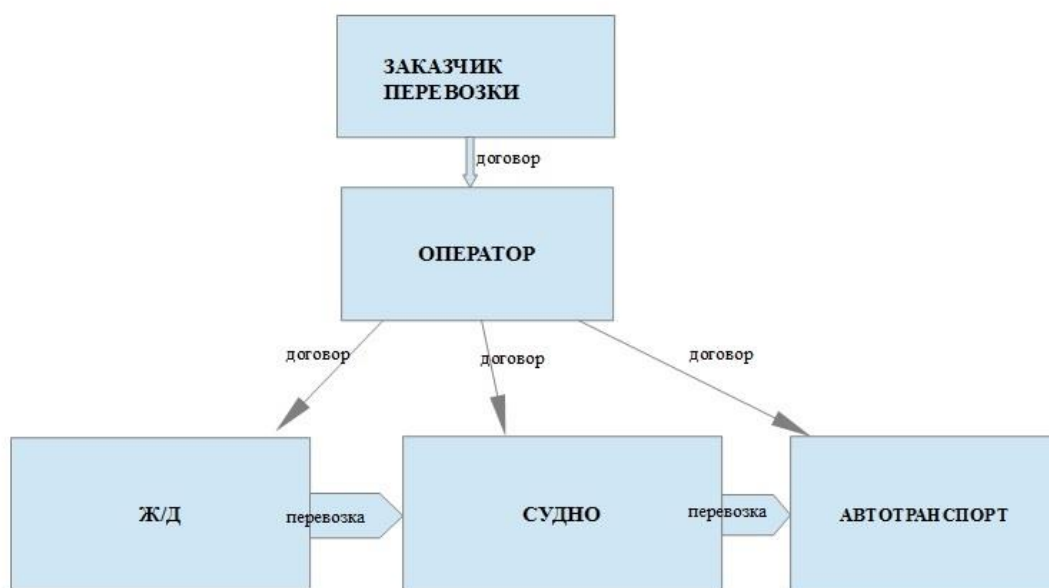 ЗАКАЗЧИК
ПЕРЕВОЗКИ
договор
ОПЕРАТОР
договор
договор
договор
Ж/Д
перевозка
СУДНО
перевозка
АВТОТРАНСПОРТ